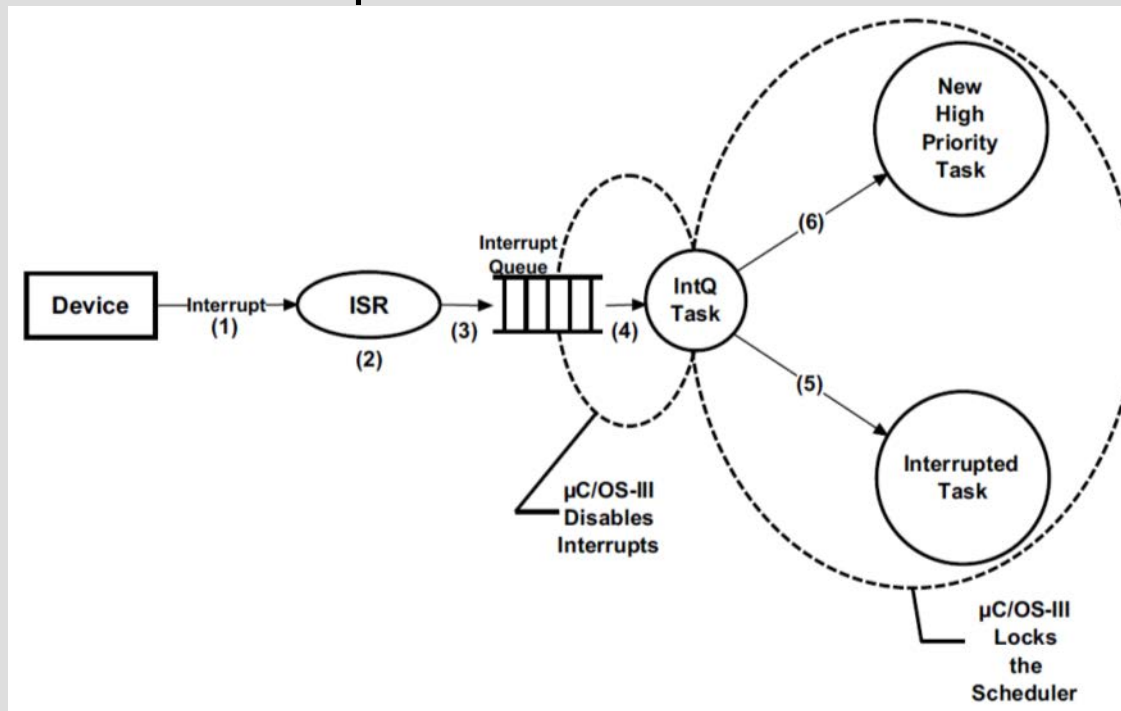 Device
Interrupt
(1)
ISR
(2)
(3)
Interrupt
Queue
(4)
IntQ
Task
(6)
New
High
Priority
Task
(5)
Interrupted
Task
µC/OS-III
Disables
Interrupts
µC/OS-III
Locks
the
Scheduler